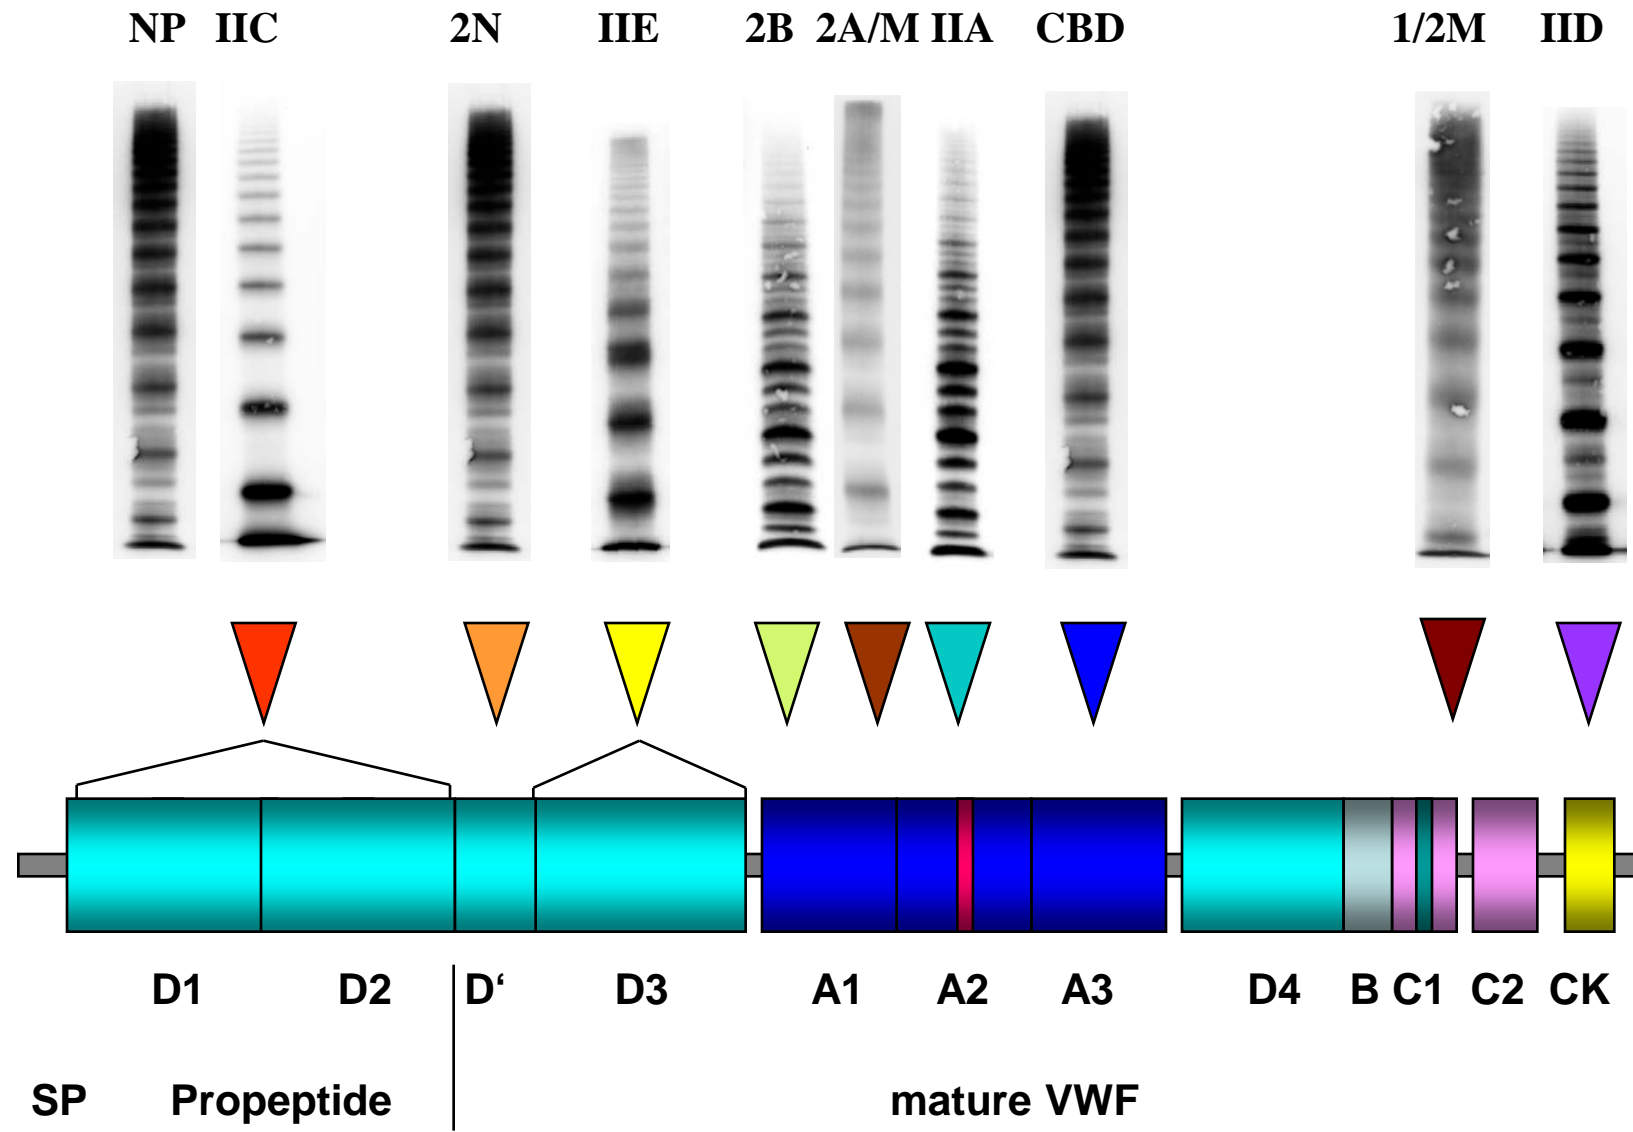 NP IIC 2N IIE 2B 2A/M IIA CBD 1/2M IID
D1 D2 D‘ D3 A1 A2 A3 D4 B C1 C2 CK
SP Propeptide mature VWF